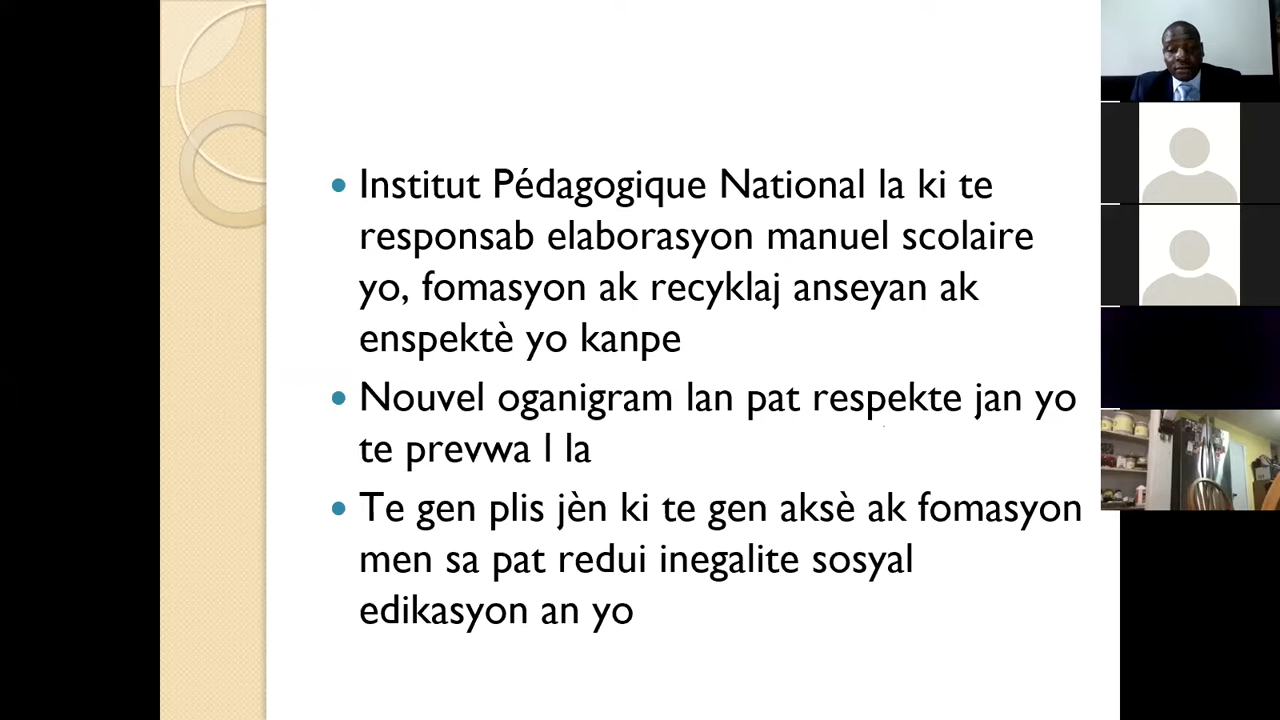 Institut Pédagogique National la ki te
responsab elaborasyon manuel scolaire
yo, fomasyon ak recyklaj anseyan ak
enspektè yo kanpe
Nouvel oganigram lan pat respekte jan yo
te prevwa l la
Te gen plis jèn ki te gen aksè ak fomasyon
men sa pat redui inegalite sosyal
edikasyon an yo